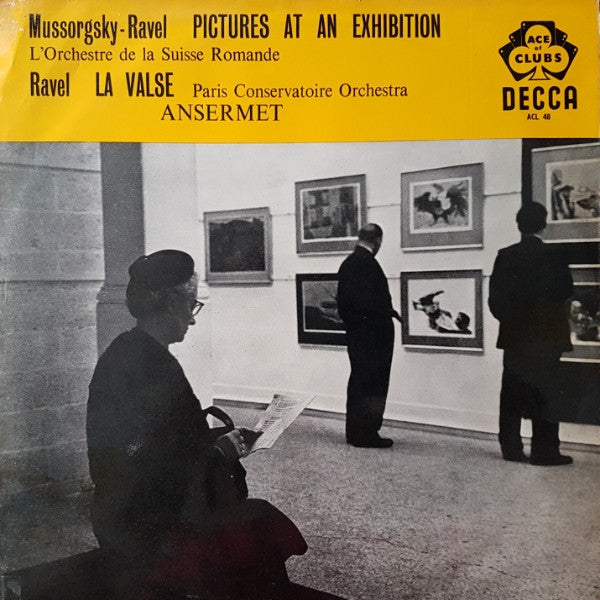 Mussorgsky-Ravel PICTURES AT AN EXHIBITION
L'Orchestre de la Suisse Romande
Ravel LA VALSE Paris Conservatoire Orchestra
ANSERMET
ACE
of
CLUBS
DECCA
ACL 48